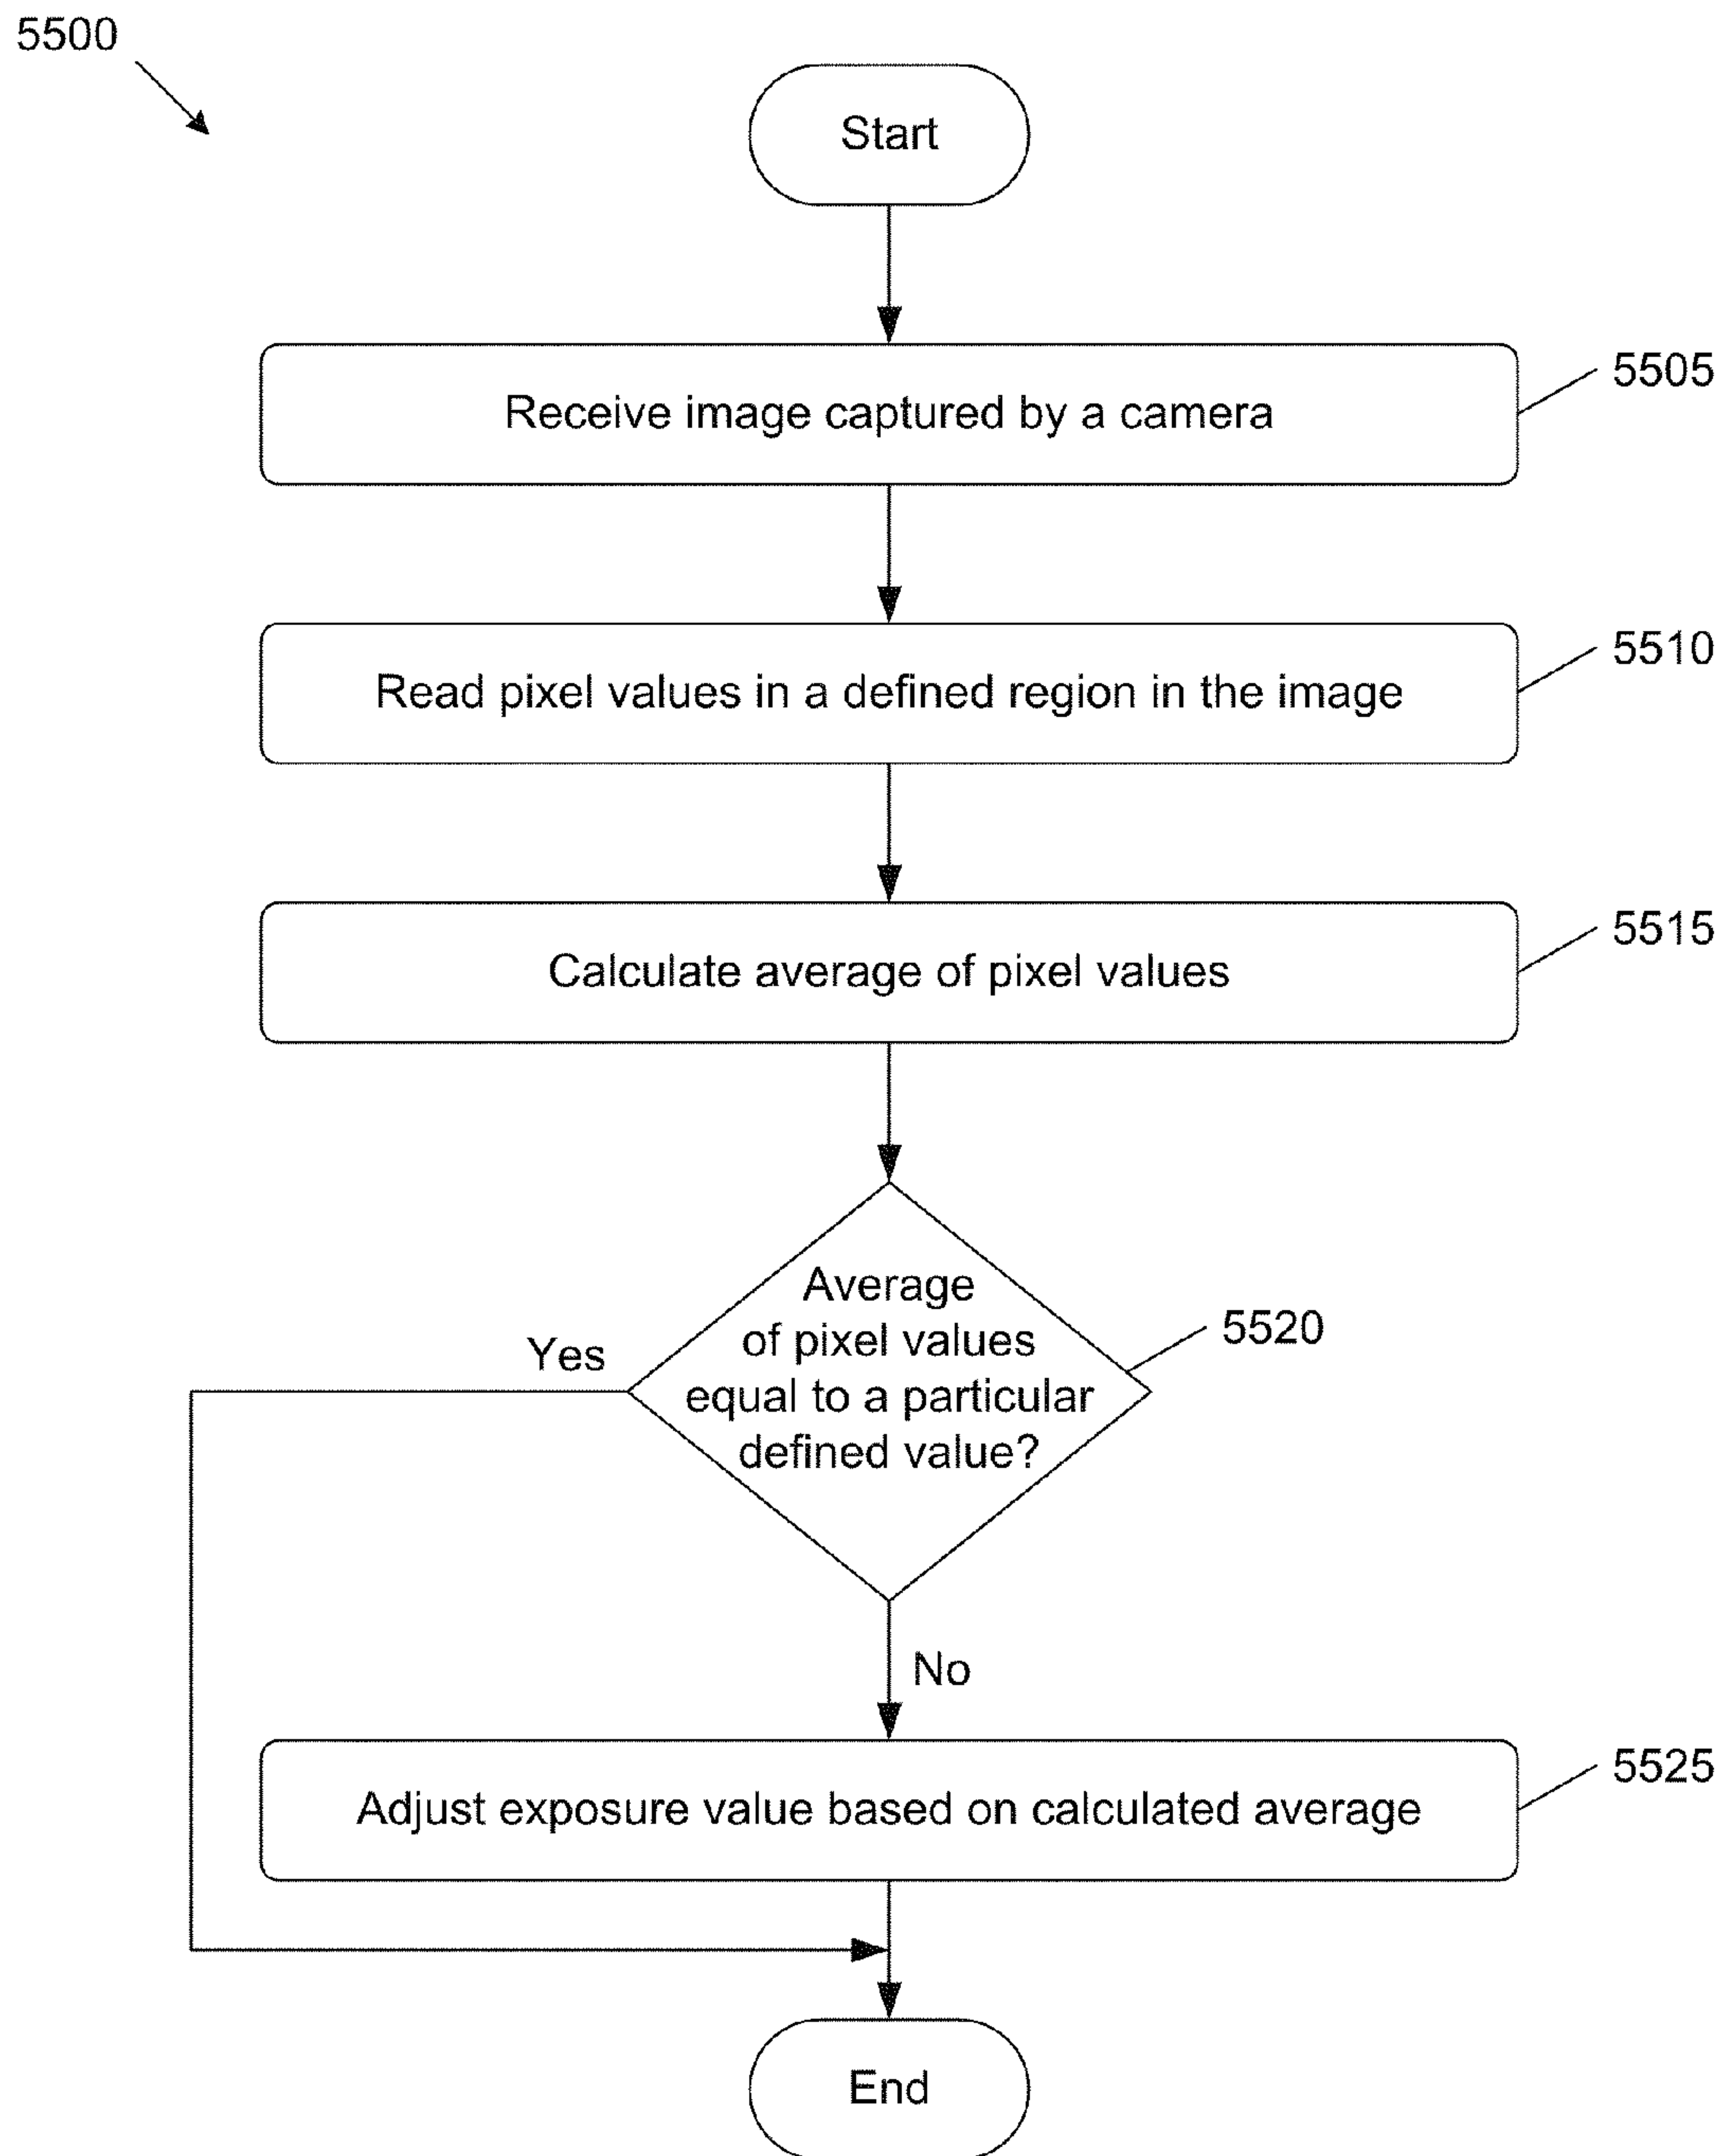 5500
Start
Receive image captured by a camera
5505
Read pixel values in a defined region in the image
5510
Calculate average of pixel values
5515
Average
of pixel values
equal to a particular
defined value?
5520
Yes
No
Adjust exposure value based on calculated average
5525
End